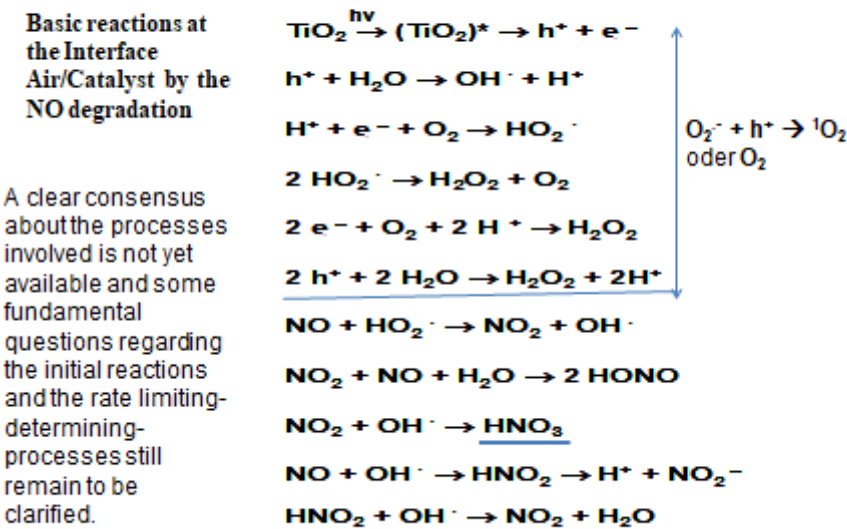 Basic reactions at
the Interface
Air/Catalyst by the
NO degradation
A clear consensus
about the processes
involved is not yet
available and some
fundamental
questions regarding
the initial reactions
and the rate limiting-
determining-
processes still
remain to be
clarified.
TiO₂ hv→ (TiO₂)* → h⁺ + e⁻
h⁺ + H₂O → OH· + H⁺
H⁺ + e⁻ + O₂ → HO₂·
2 HO₂· → H₂O₂ + O₂
2 e⁻ + O₂ + 2 H⁺ → H₂O₂
2 h⁺ + 2 H₂O → H₂O₂ + 2H⁺
NO + HO₂· → NO₂ + OH·
NO₂ + NO + H₂O → 2 HONO
NO₂ + OH· → HNO₃
NO + OH· → HNO₂ → H⁺ + NO₂⁻
HNO₂ + OH· → NO₂ + H₂O
O₂·⁻ + h⁺ → ¹O₂
oder O₂